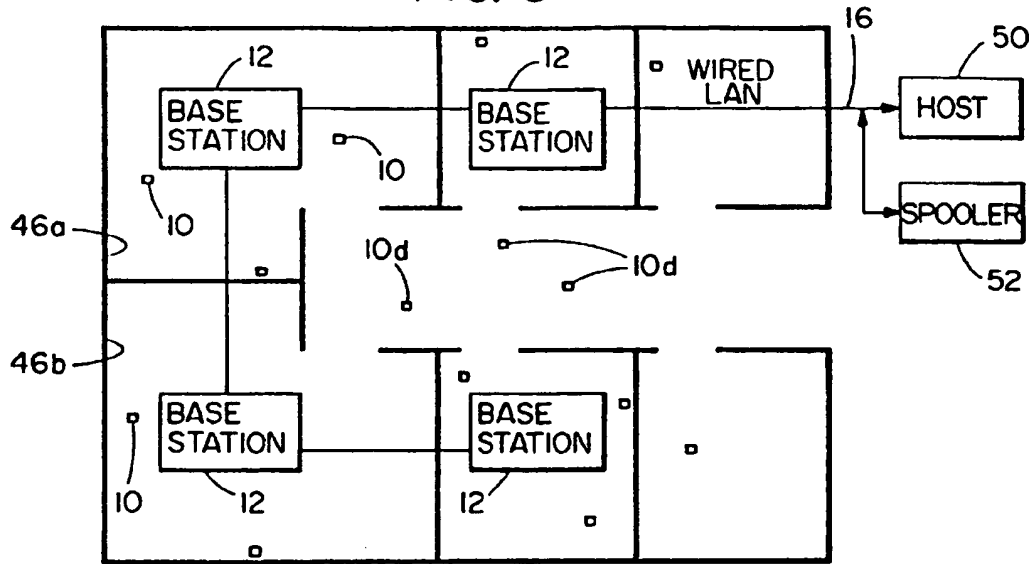 16
50
12
12
WIRED
LAN
BASE
STATION
BASE
STATION
HOST
10
10
SPOOLER
46a
10d
10d
52
46b
BASE
STATION
BASE
STATION
10
12
12